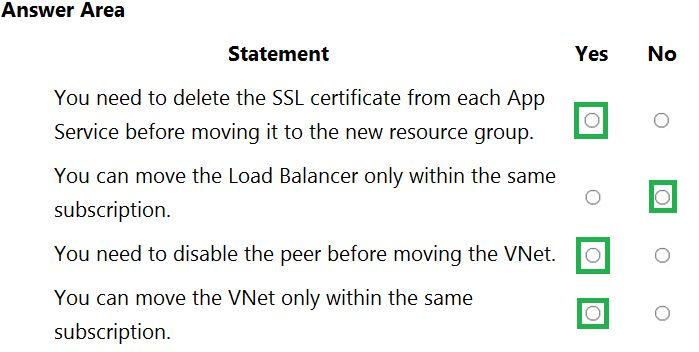 Answer Area
Statement Yes No
You need to delete the SSL certificate from each App
Service before moving it to the new resource group.
You can move the Load Balancer only within the same
subscription.
You need to disable the peer before moving the VNet.
You can move the VNet only within the same
subscription.